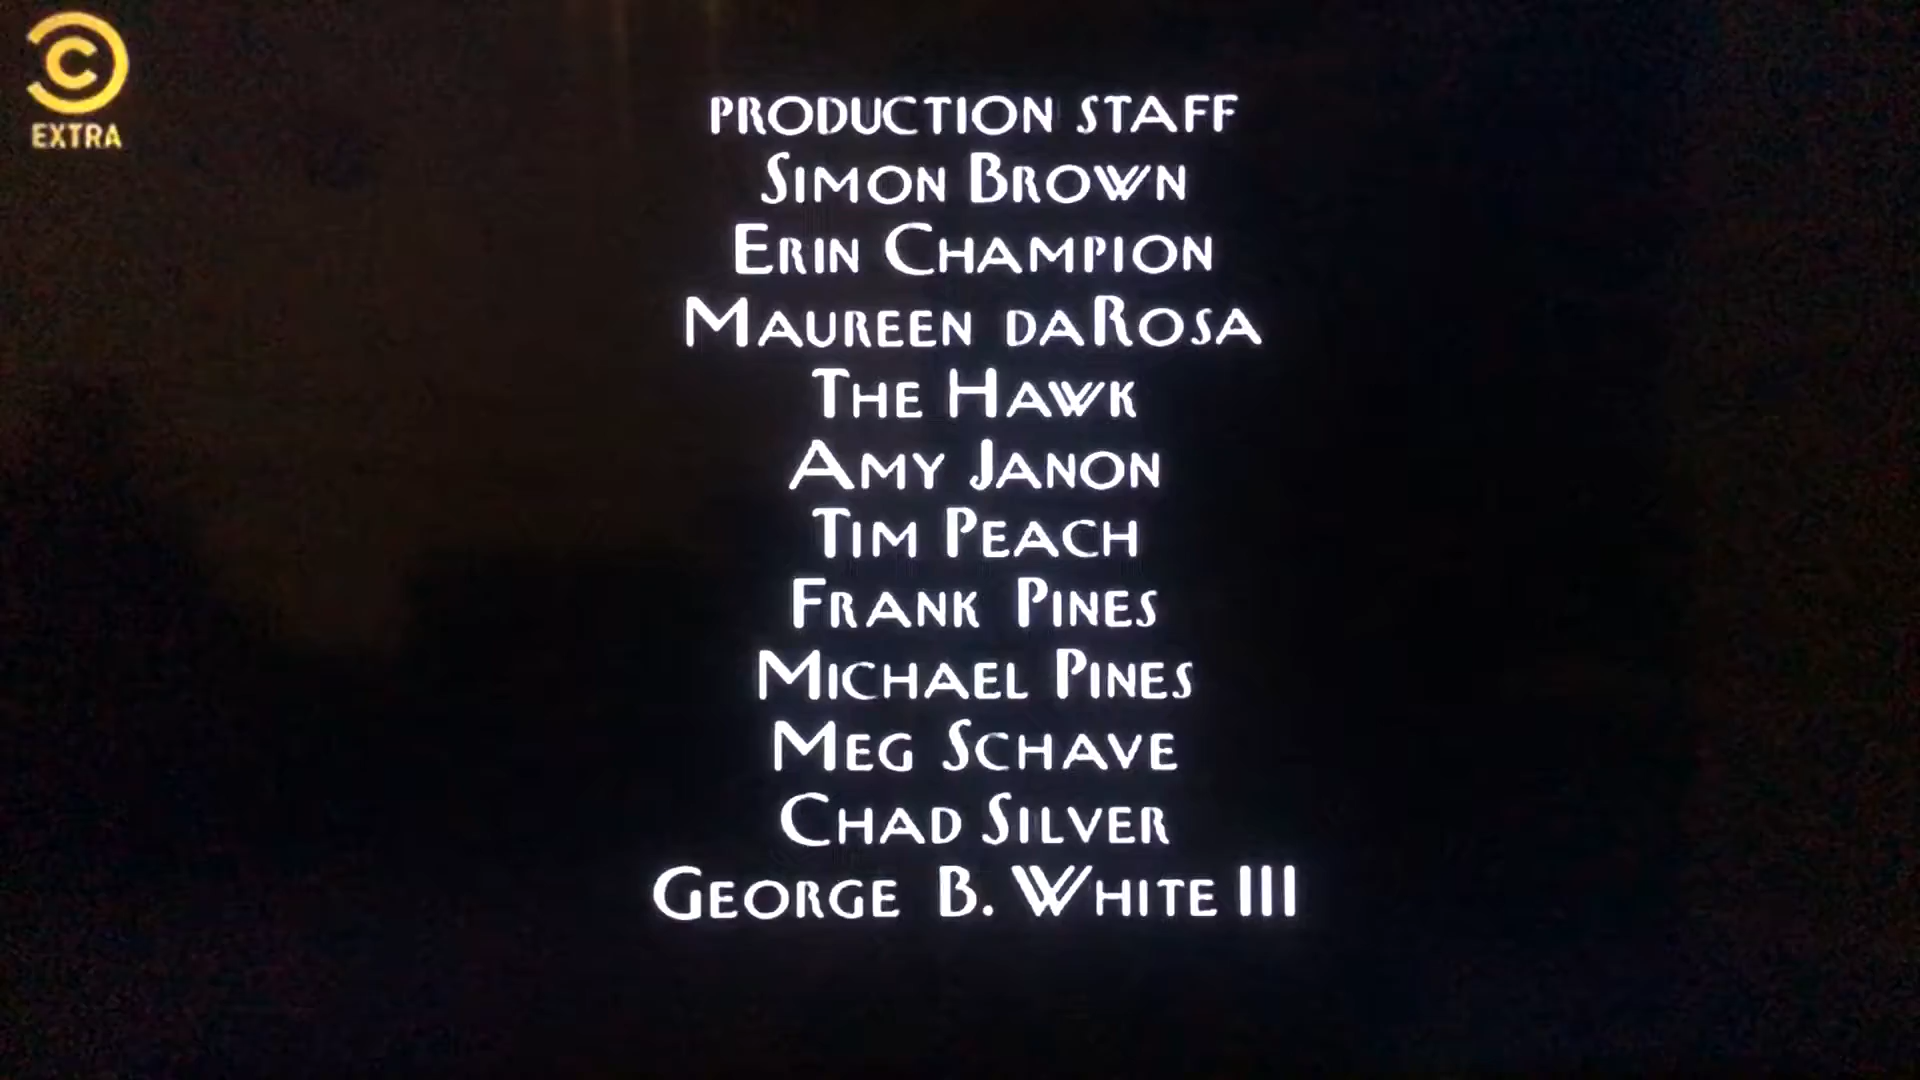 EXTRA
PRODUCTION STAFF
SIMON BROWN
ERIN CHAMPION
MAUREEN DAROSA
THE HAWK
AMY JANON
TIM PEACH
FRANK PINES
MICHAEL PINES
MEG SCHAVE
CHAD SILVER
GEORGE B. WHITE III